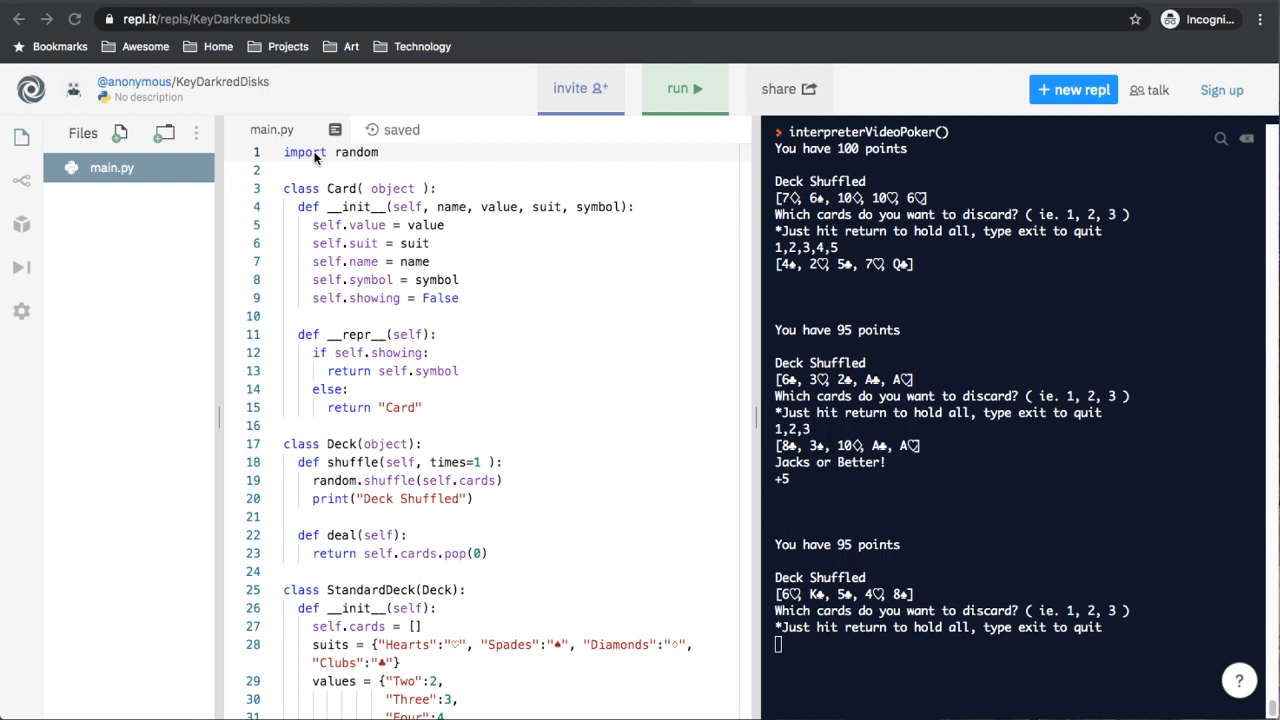 repl.it/repls/KeyDarkredDisks
Incogni...
Bookmarks Awesome Home Projects Art Technology
@anonymous/KeyDarkredDisks
No description
invite
run
share
+ new repl
talk
Sign up
Files
main.py
main.py
saved
1 import random
2
3 class Card( object ):
4 def __init__(self, name, value, suit, symbol):
5 self.value = value
6 self.suit = suit
7 self.name = name
8 self.symbol = symbol
9 self.showing = False
10
11 def __repr__(self):
12 if self.showing:
13 return self.symbol
14 else:
15 return "Card"
16
17 class Deck(object):
18 def shuffle(self, times=1 ):
19 random.shuffle(self.cards)
20 print("Deck Shuffled")
21
22 def deal(self):
23 return self.cards.pop(0)
24
25 class StandardDeck(Deck):
26 def __init__(self):
27 self.cards = []
28 suits = {"Hearts":"♡", "Spades":"♠", "Diamonds":"♢",
"Clubs":"♣"}
29 values = {"Two":2,
30 "Three":3,
31 "Four":4
> interpreterVideoPoker()
You have 100 points
Deck Shuffled
[7♢, 6♠, 10♢, 10♡, 6♡]
Which cards do you want to discard? ( ie. 1, 2, 3 )
*Just hit return to hold all, type exit to quit
1,2,3,4,5
[4♠, 2♡, 5♣, 7♡, Q♣]
You have 95 points
Deck Shuffled
[6♣, 3♡, 2♣, A♣, A♡]
Which cards do you want to discard? ( ie. 1, 2, 3 )
*Just hit return to hold all, type exit to quit
1,2,3
[8♣, 3♠, 10♢, A♣, A♡]
Jacks or Better!
+5
You have 95 points
Deck Shuffled
[6♡, K♣, 5♣, 4♡, 8♠]
Which cards do you want to discard? ( ie. 1, 2, 3 )
*Just hit return to hold all, type exit to quit
?